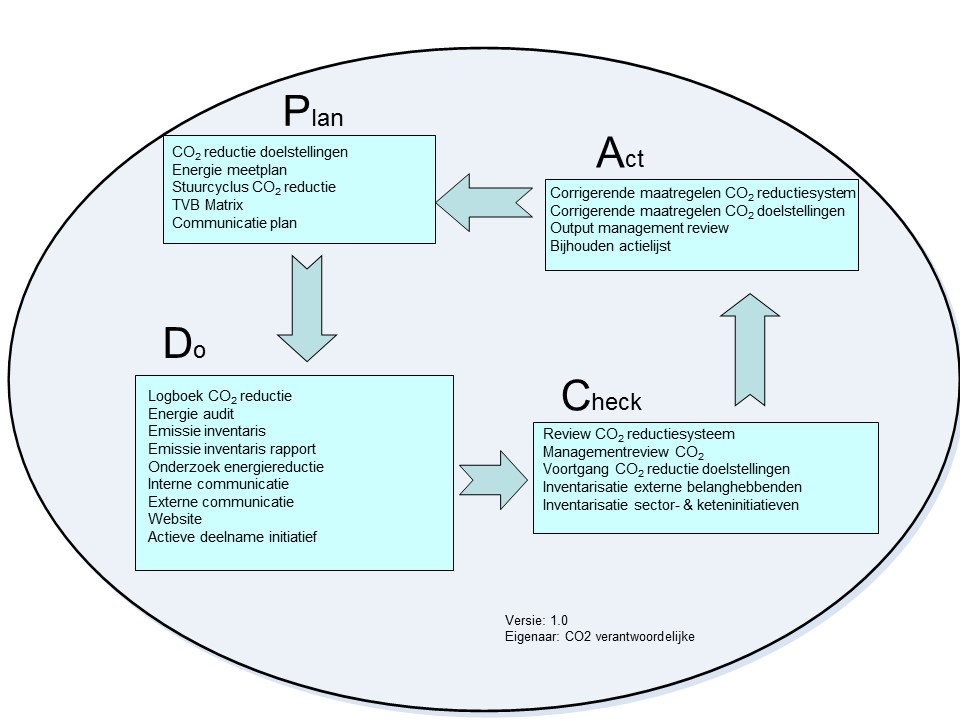 Plan
CO2 reductie doelstellingen
Energie meetplan
Stuurcyclus CO2 reductie
TVB Matrix
Communicatie plan
Act
Corrigerende maatregelen CO2 reductiesystem
Corrigerende maatregelen CO2 doelstellingen
Output management review
Bijhouden actielijst
Do
Logboek CO2 reductie
Energie audit
Emissie inventaris
Emissie inventaris rapport
Onderzoek energiereductie
Interne communicatie
Externe communicatie
Website
Actieve deelname initiatief
Check
Review CO2 reductiesysteem
Managementreview CO2
Voortgang CO2 reductie doelstellingen
Inventarisatie externe belanghebbenden
Inventarisatie sector- & keteninitiatieven
Versie: 1.0
Eigenaar: CO2 verantwoordelijke